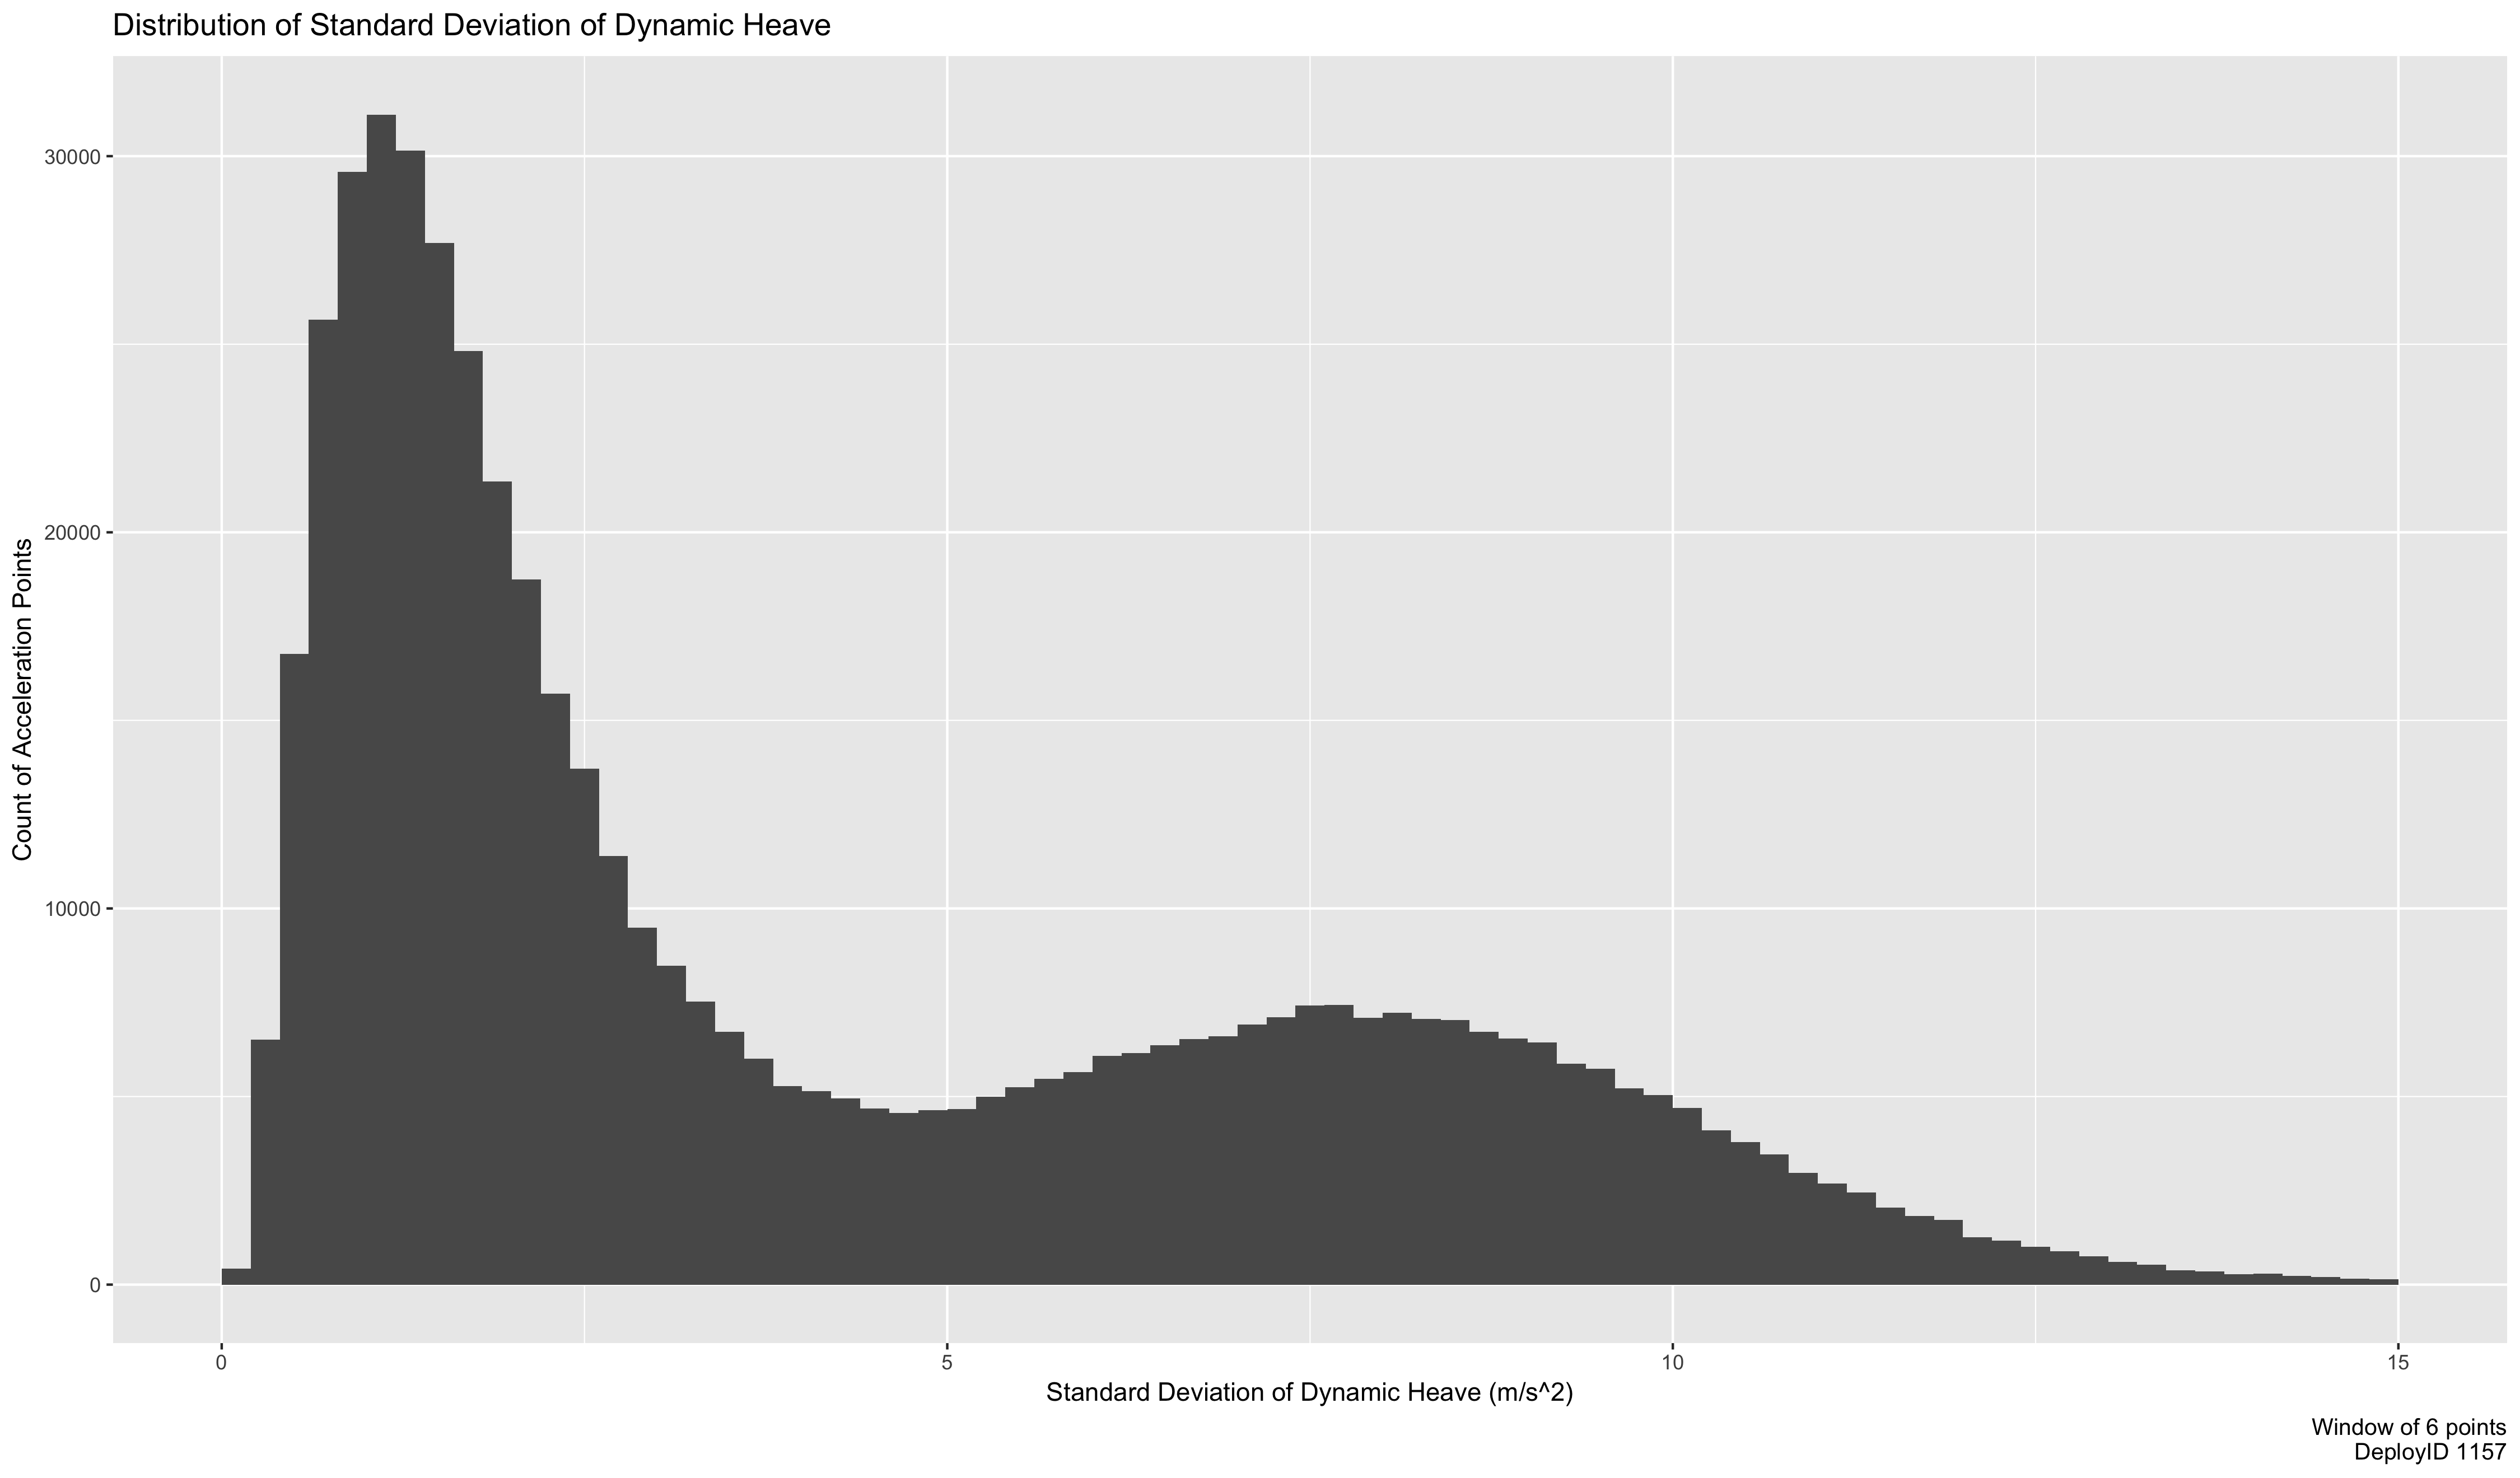 Distribution of Standard Deviation of Dynamic Heave
Count of Acceleration Points
30000
20000
10000
0
0
5
10
15
Standard Deviation of Dynamic Heave (m/s^2)
Window of 6 points
DeployID 1157